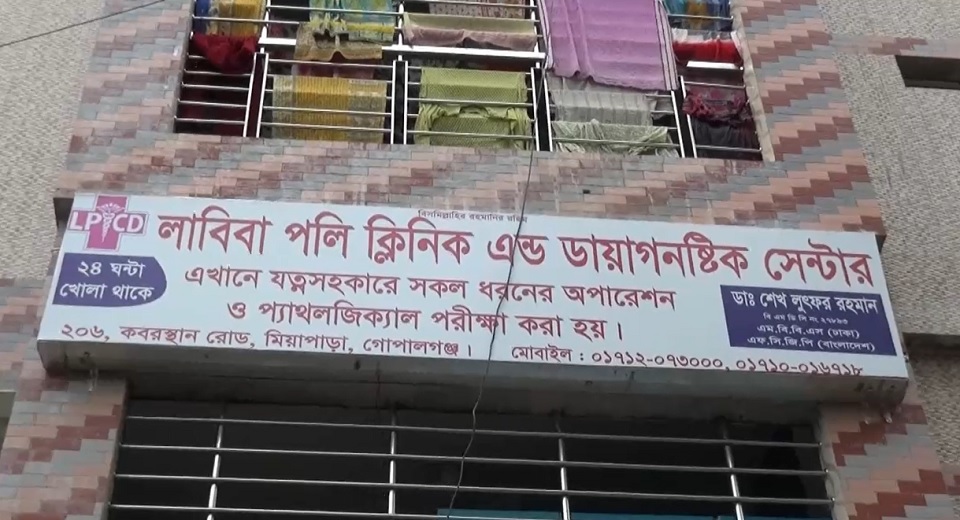 বিসমিল্লাহির রহমানির রহিম
LPCD
লাবিবা পলি ক্লিনিক এন্ড ডায়াগনষ্টিক সেন্টার
২৪ ঘন্টা
খোলা থাকে
এখানে যত্নসহকারে সকল ধরনের অপারেশন
ও প্যাথলজিক্যাল পরীক্ষা করা হয়।
ডাঃ শেখ লুৎফর রহমান
বি এম ডি সি নং
এম.বি.বি.এস (ঢাকা)
এফ.সি.জি.পি (বাংলাদেশ)
২০৬, কবরস্থান রোড, মিয়াপাড়া, গোপালগঞ্জ।
মোবাইল : ০১৭১২-০৭৩০০০, ০১৭১০-০১৬৭১৮